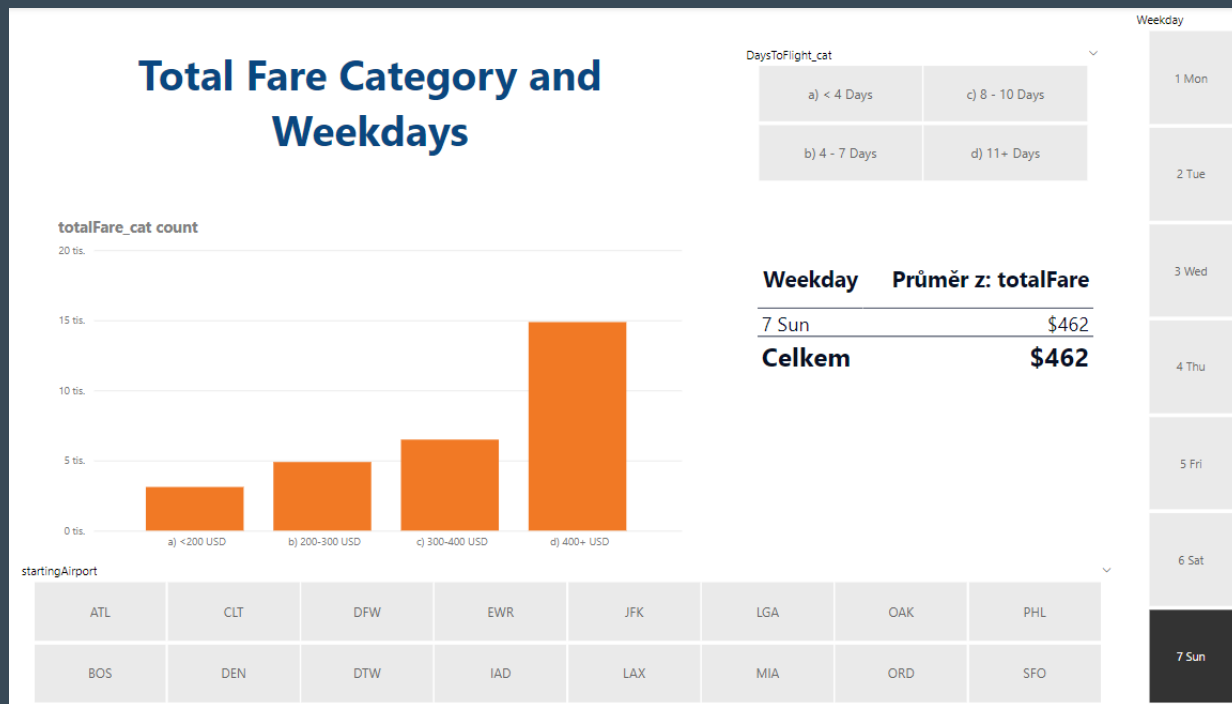 Weekday
Total Fare Category and
Weekdays
DaysToFlight_cat
a) < 4 Days
c) 8 - 10 Days
b) 4 - 7 Days
d) 11+ Days
1 Mon
2 Tue
3 Wed
4 Thu
5 Fri
6 Sat
7 Sun
totalFare_cat count
20 tis.
15 tis.
10 tis.
5 tis.
0 tis.
a) <200 USD
b) 200-300 USD
c) 300-400 USD
d) 400+ USD
Weekday Průměr z: totalFare
7 Sun $462
Celkem $462
startingAirport
ATL CLT DFW EWR JFK LGA OAK PHL
BOS DEN DTW IAD LAX MIA ORD SFO